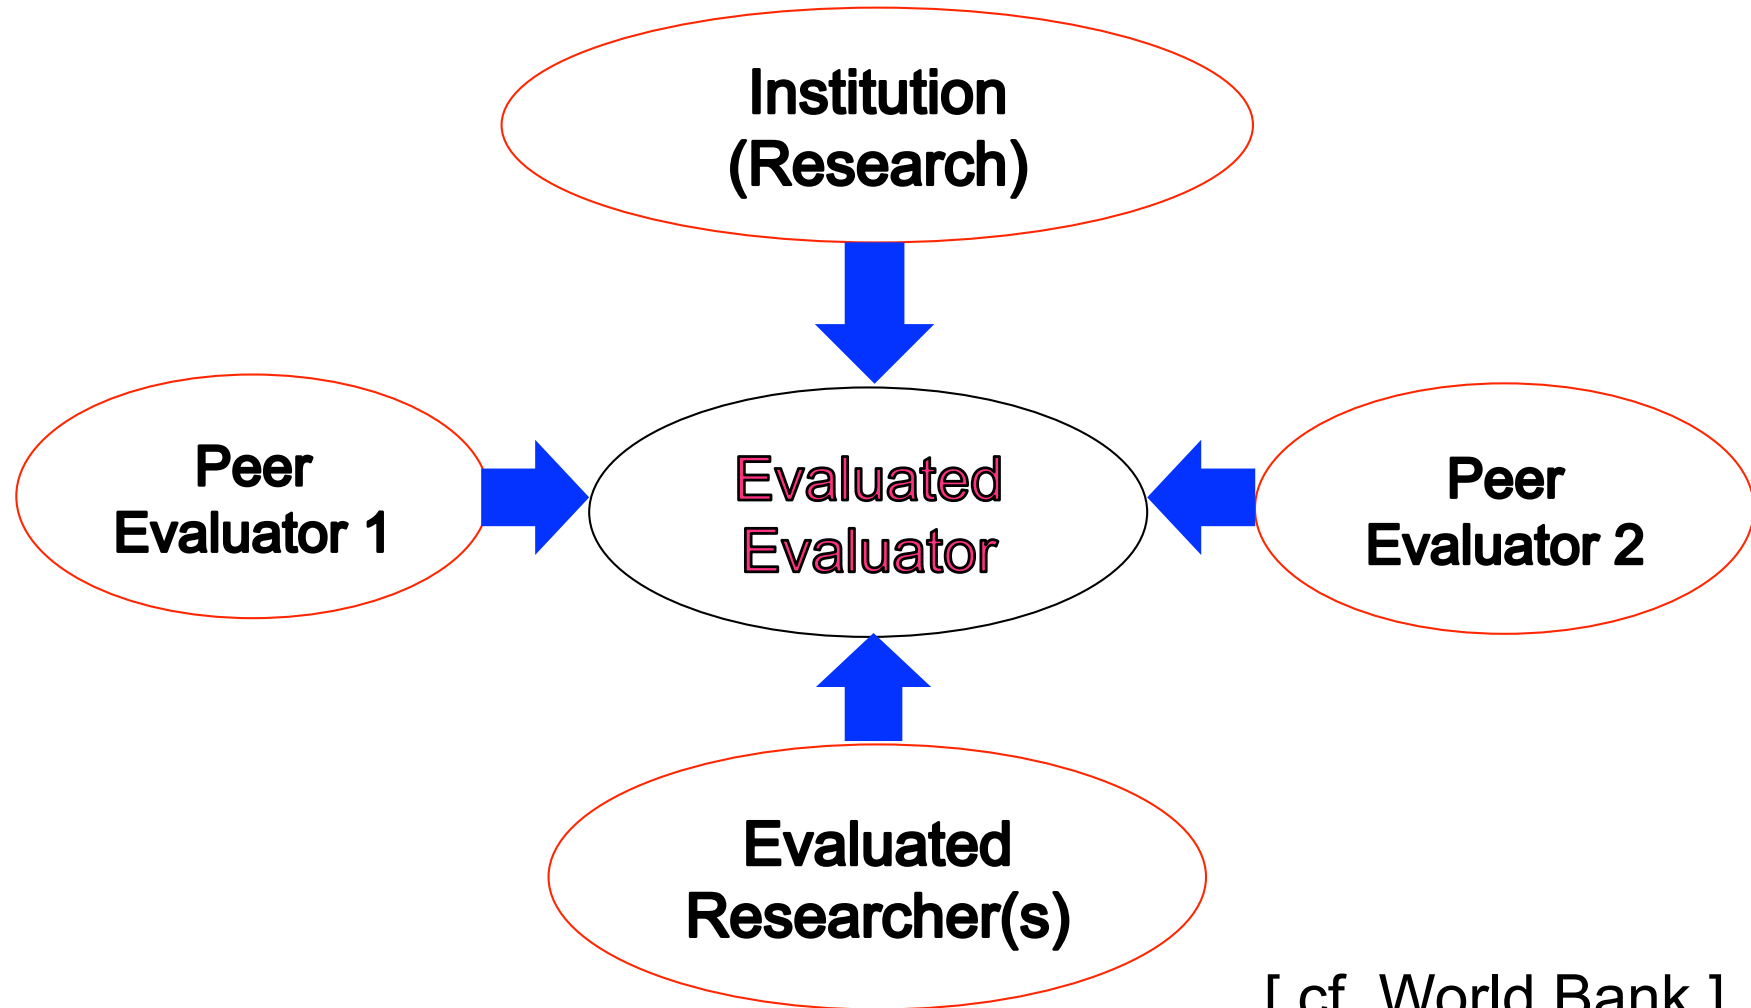 Institution
(Research)
Peer
Evaluator 1
Evaluated
Evaluator
Peer
Evaluator 2
Evaluated
Researcher(s)
[ cf. World Bank ]